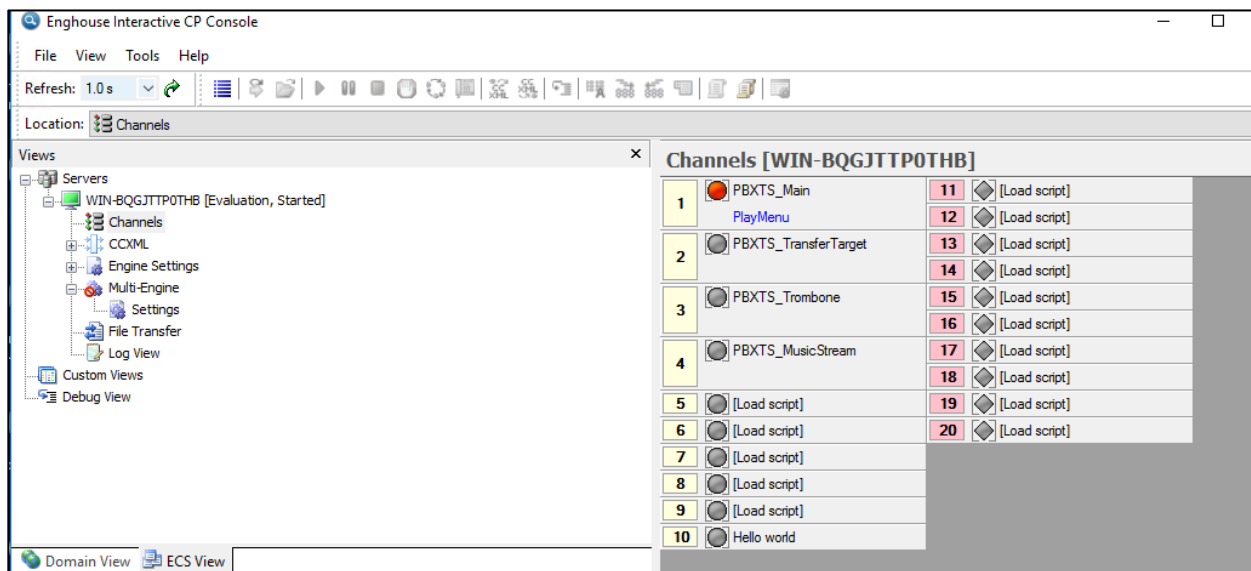 Enghouse Interactive CP Console
File View Tools Help
Refresh: 1.0 s
Location: Channels
Views
Servers
WIN-BQGJTTP0THB [Evaluation, Started]
Channels
CCXML
Engine Settings
Multi-Engine
Settings
File Transfer
Log View
Custom Views
Debug View
Domain View ECS View
Channels [WIN-BQGJTTP0THB]
1 PBXTS_Main
PlayMenu
2 PBXTS_TransferTarget
3 PBXTS_Trombone
4 PBXTS_MusicStream
5 [Load script]
6 [Load script]
7 [Load script]
8 [Load script]
9 [Load script]
10 Hello world
11 [Load script]
12 [Load script]
13 [Load script]
14 [Load script]
15 [Load script]
16 [Load script]
17 [Load script]
18 [Load script]
19 [Load script]
20 [Load script]